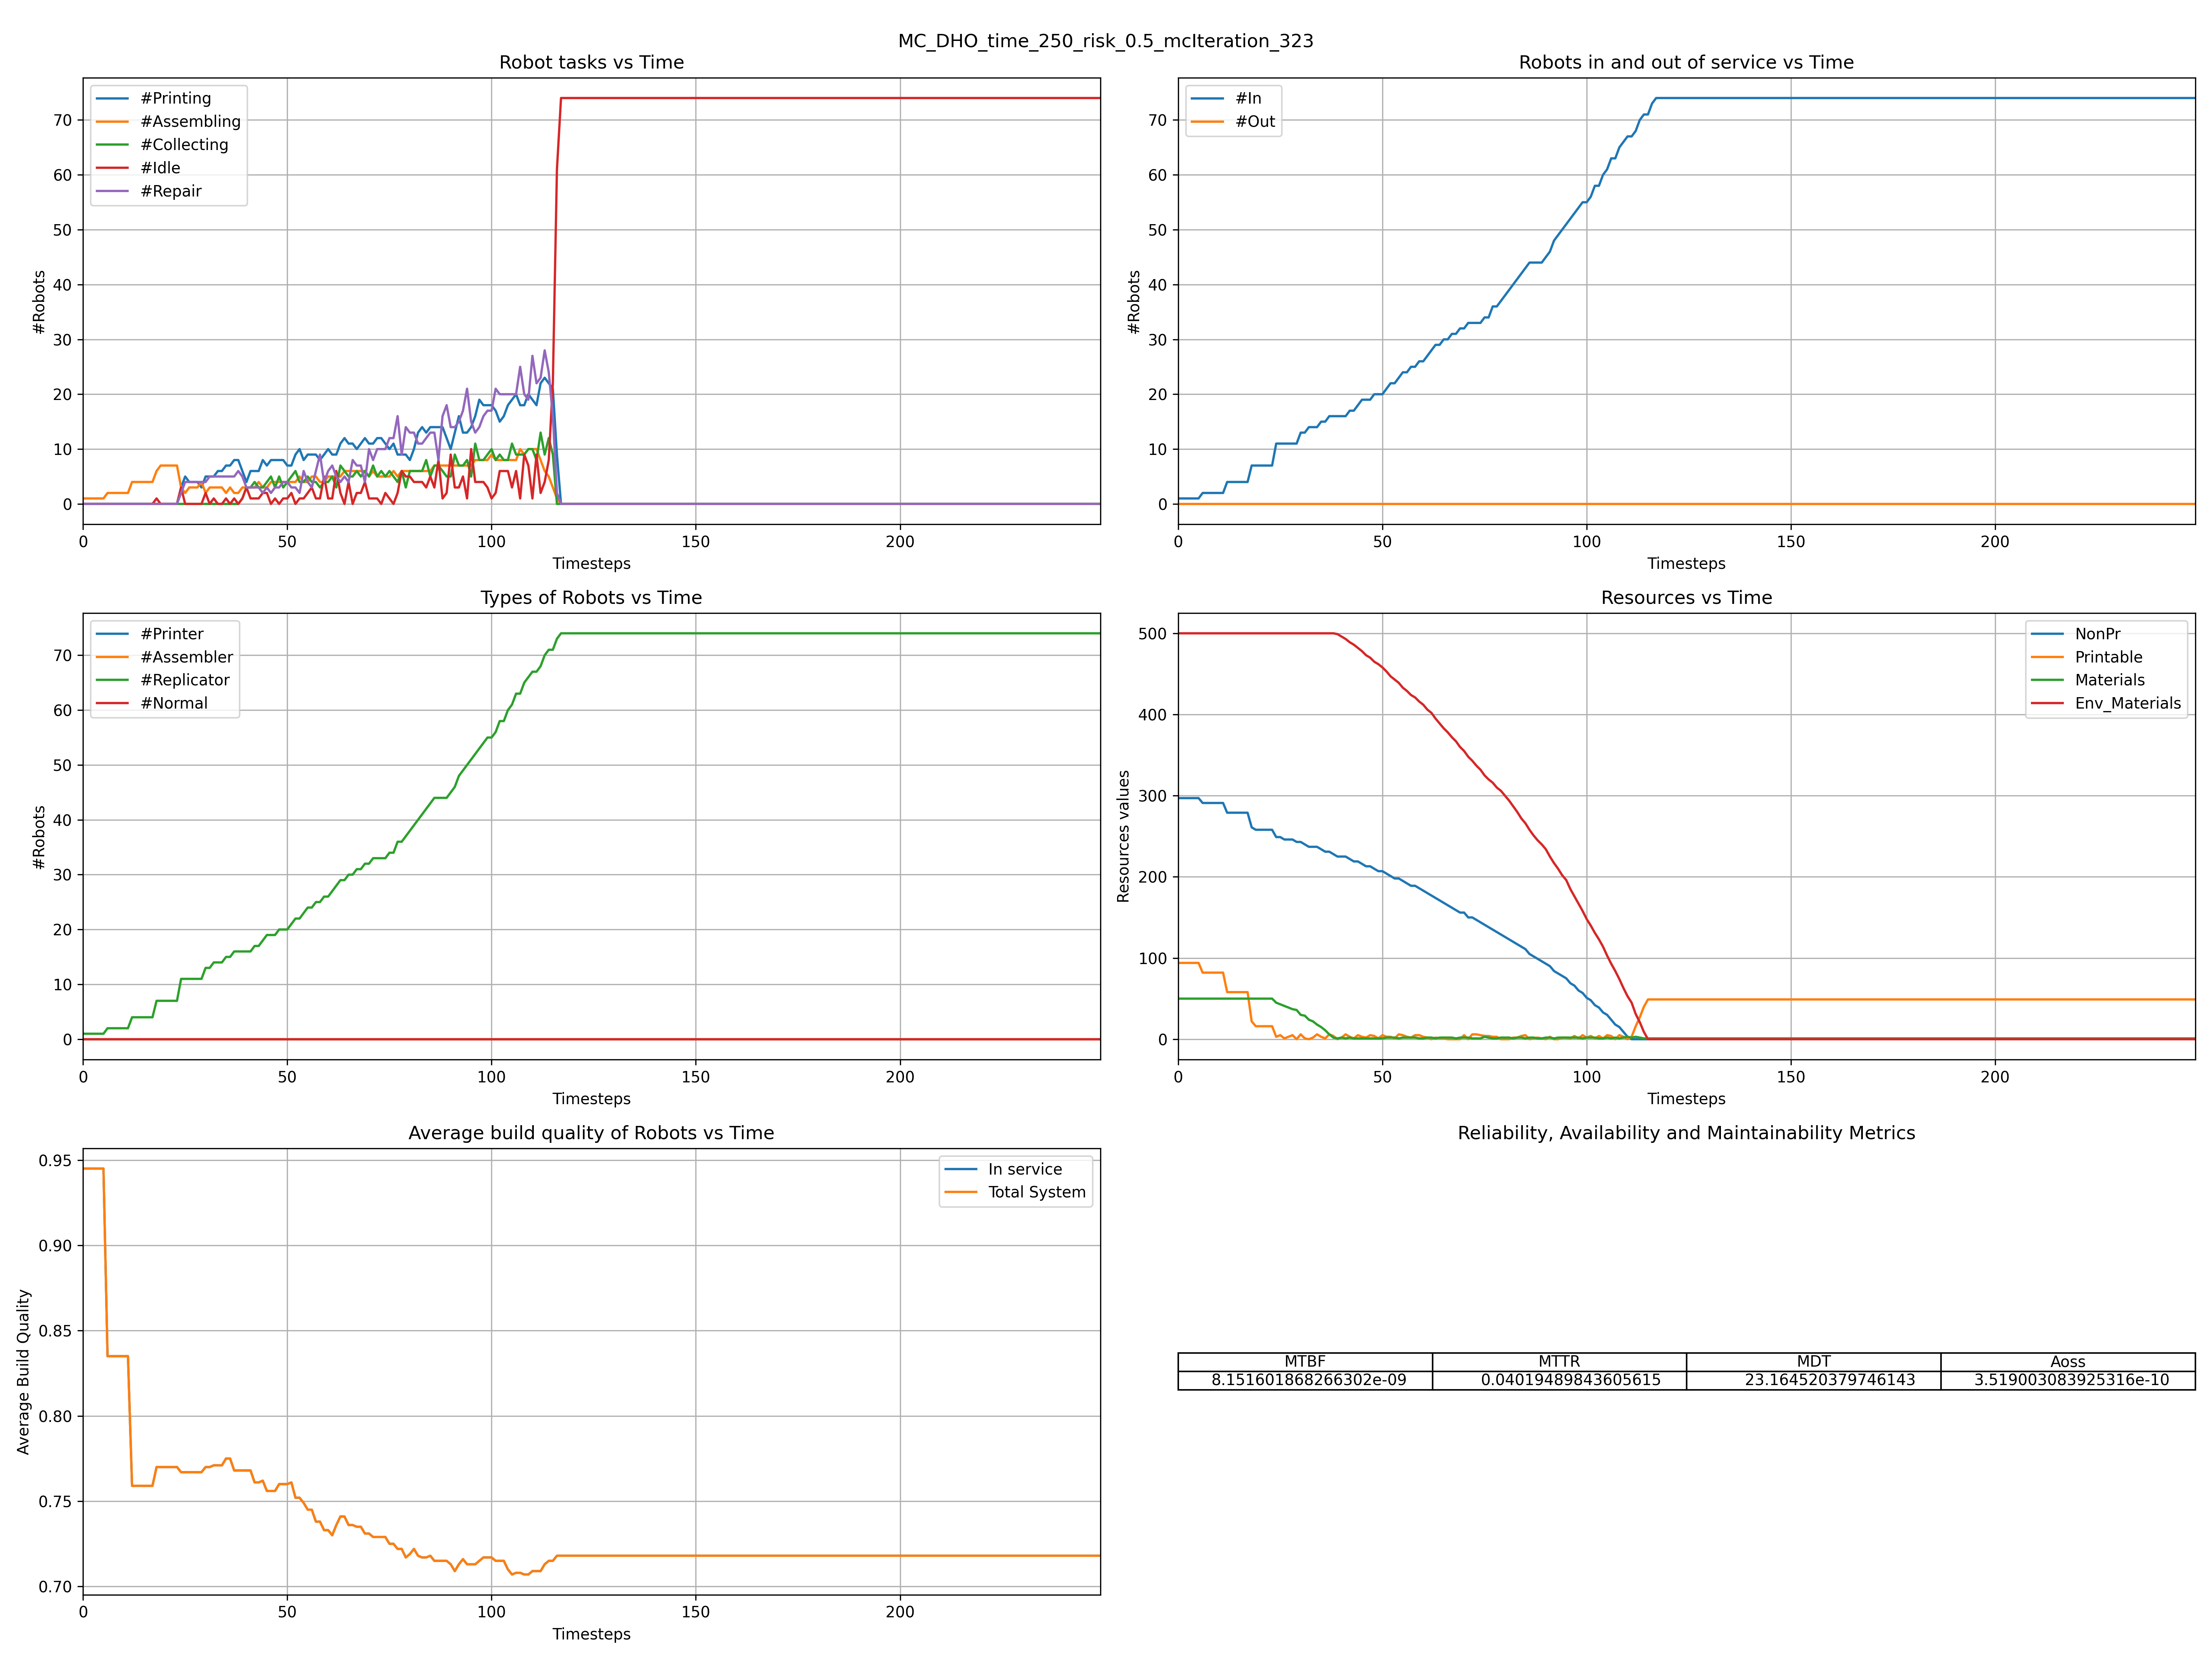 MC_DHO_time_250_risk_0.5_mcIteration_323
Robot tasks vs Time
#Printing
#Assembling
#Collecting
#Idle
#Repair
70
60
50
40
30
20
10
0
#Robots
0 50 100 150 200
Timesteps
Robots in and out of service vs Time
#In
#Out
70
60
50
40
30
20
10
0
#Robots
0 50 100 150 200
Timesteps
Types of Robots vs Time
#Printer
#Assembler
#Replicator
#Normal
70
60
50
40
30
20
10
0
#Robots
0 50 100 150 200
Timesteps
Resources vs Time
NonPr
Printable
Materials
Env_Materials
500
400
300
200
100
0
Resources values
0 50 100 150 200
Timesteps
Average build quality of Robots vs Time
In service
Total System
0.95
0.90
0.85
0.80
0.75
0.70
Average Build Quality
0 50 100 150 200
Timesteps
Reliability, Availability and Maintainability Metrics
MTBF MTTR MDT Aoss
8.151601868266302e-09 0.04019489843605615 23.164520379746143 3.519003083925316e-10